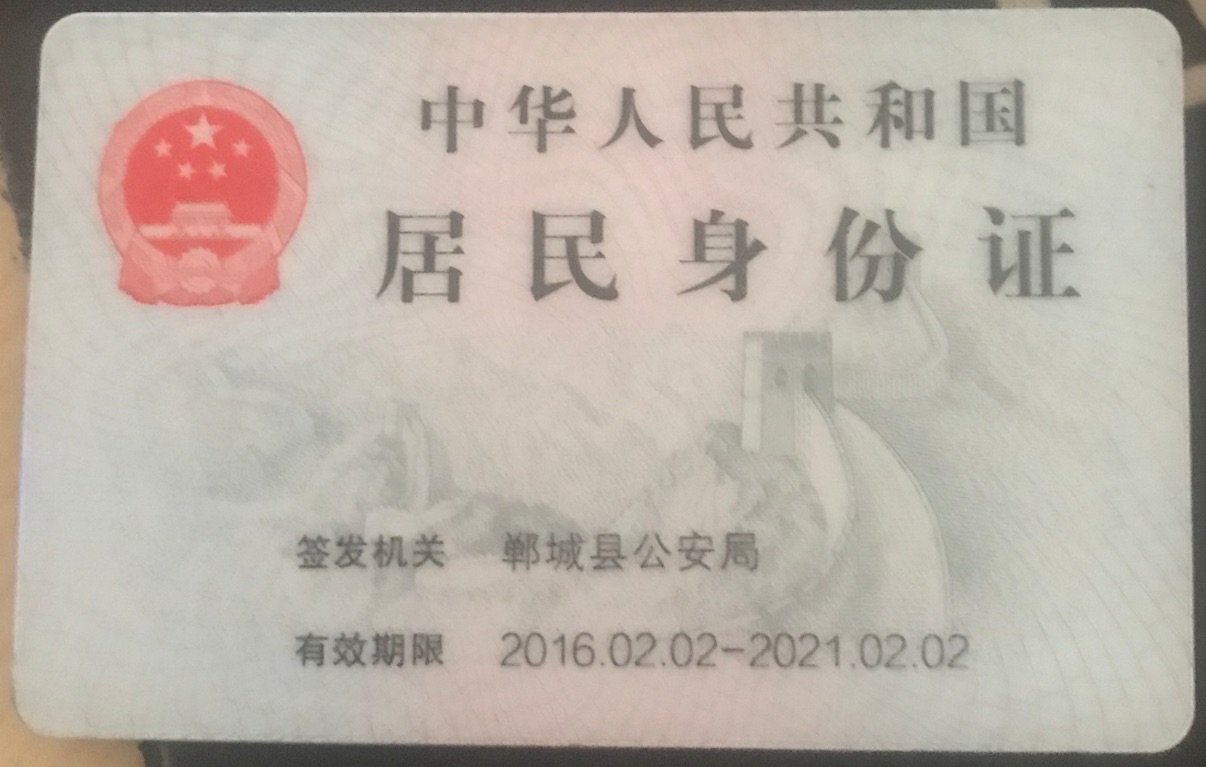 中华人民共和国
居民身份证
签发机关 郸城县公安局
有效期限 2016.02.02-2021.02.02